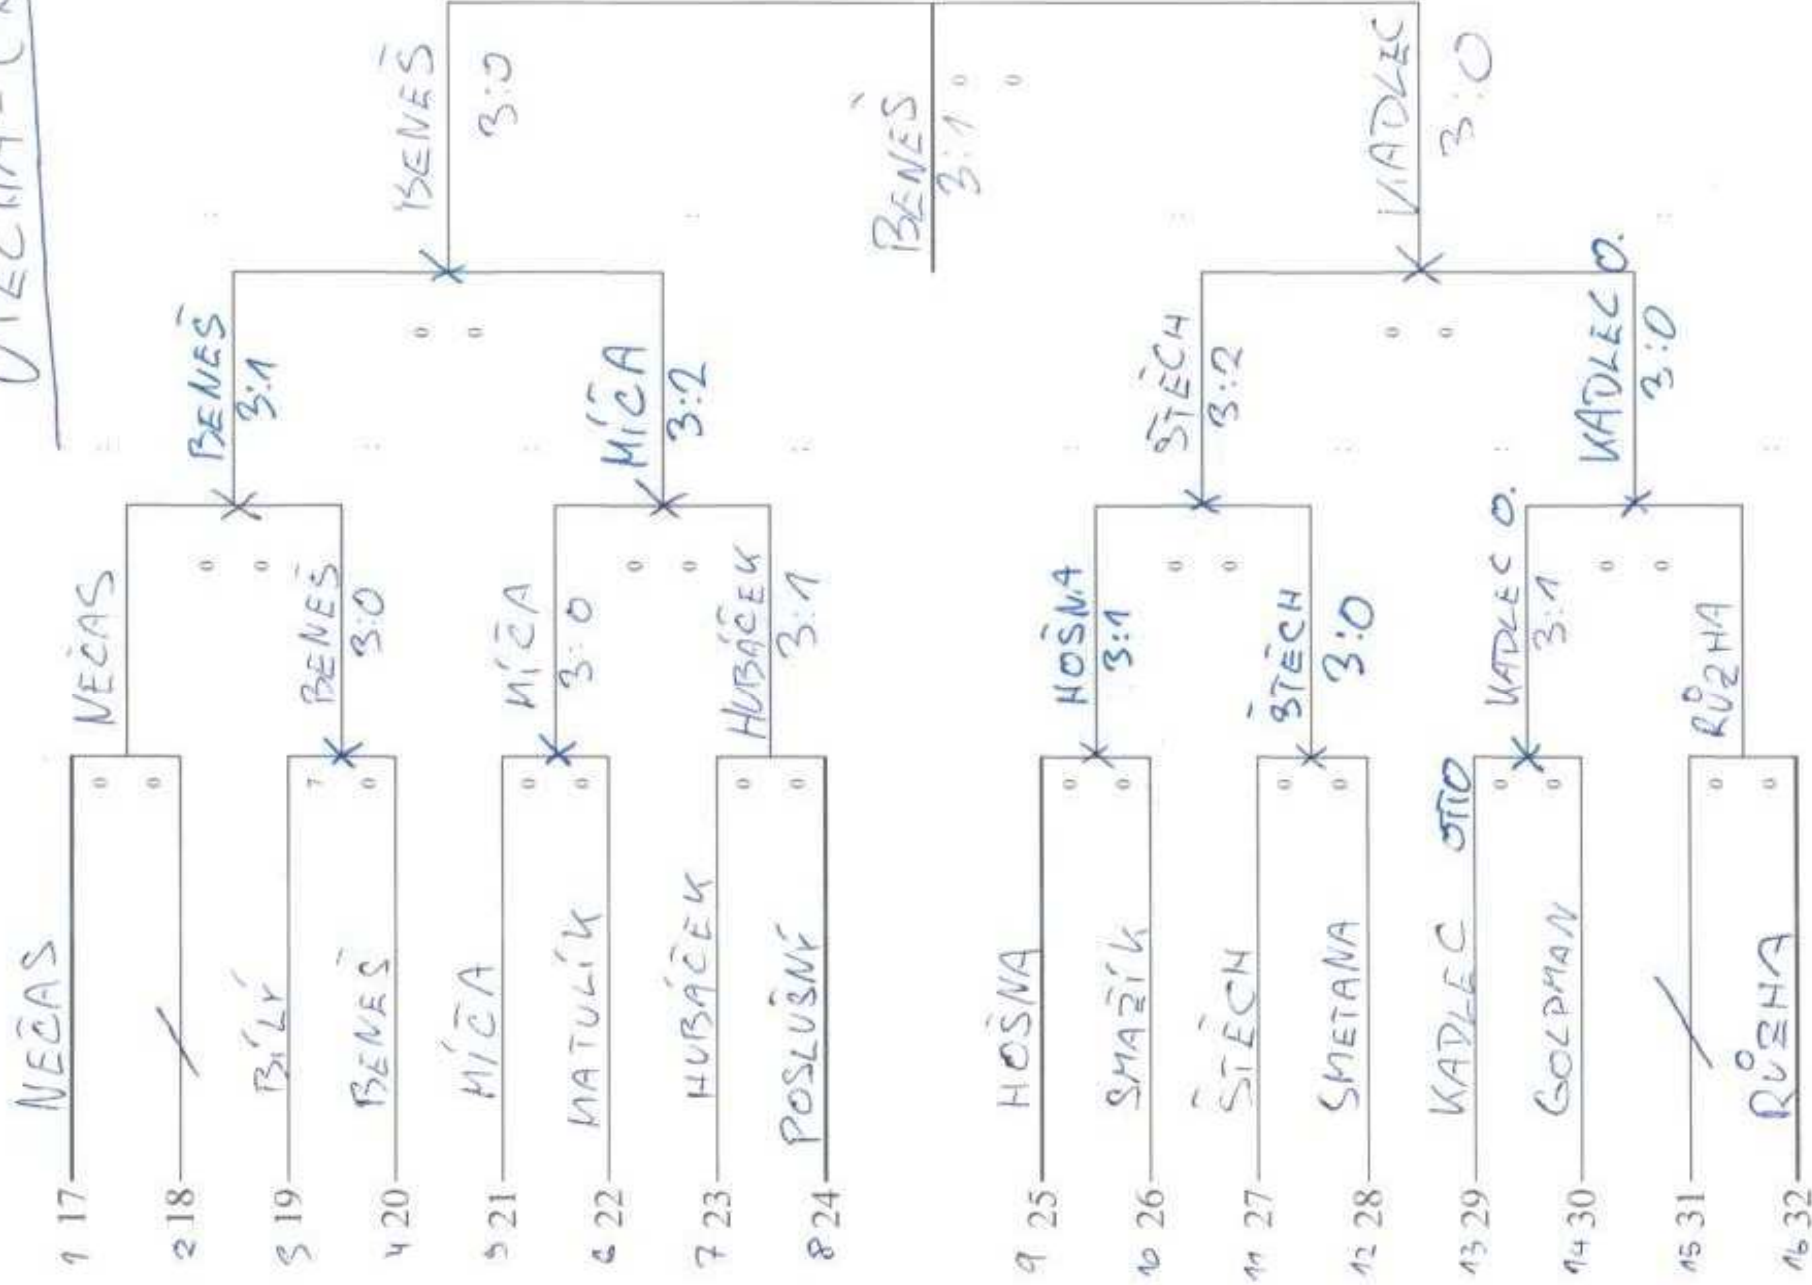 1 17 NEČAS
2 18 /
3 19 BÍLÝ
4 20 BENEŠ
5 21 MÍČA
6 22 MATULÍK
7 23 HUBÁČEK
8 24 POSLUŠNÝ
9 25 HOŠNA
10 26 SMAŽÍK
11 27 ŠTĚCH
12 28 SMETANA
13 29 KADLEC OTTO
14 30 GOLDMAN
15 31 /
16 32 RŮŽHA
NEČAS
BENEŠ
3:0
MÍČA
3:0
HUBÁČEK
3:1
HOŠNA
3:1
ŠTĚCH
3:0
KADLEC O.
3:1
RŮŽHA
BENEŠ
3:1
MÍČA
3:2
ŠTĚCH
3:2
KADLEC O.
3:0
BENEŠ
3:0
KADLEC
3:0
BENEŠ
3:1